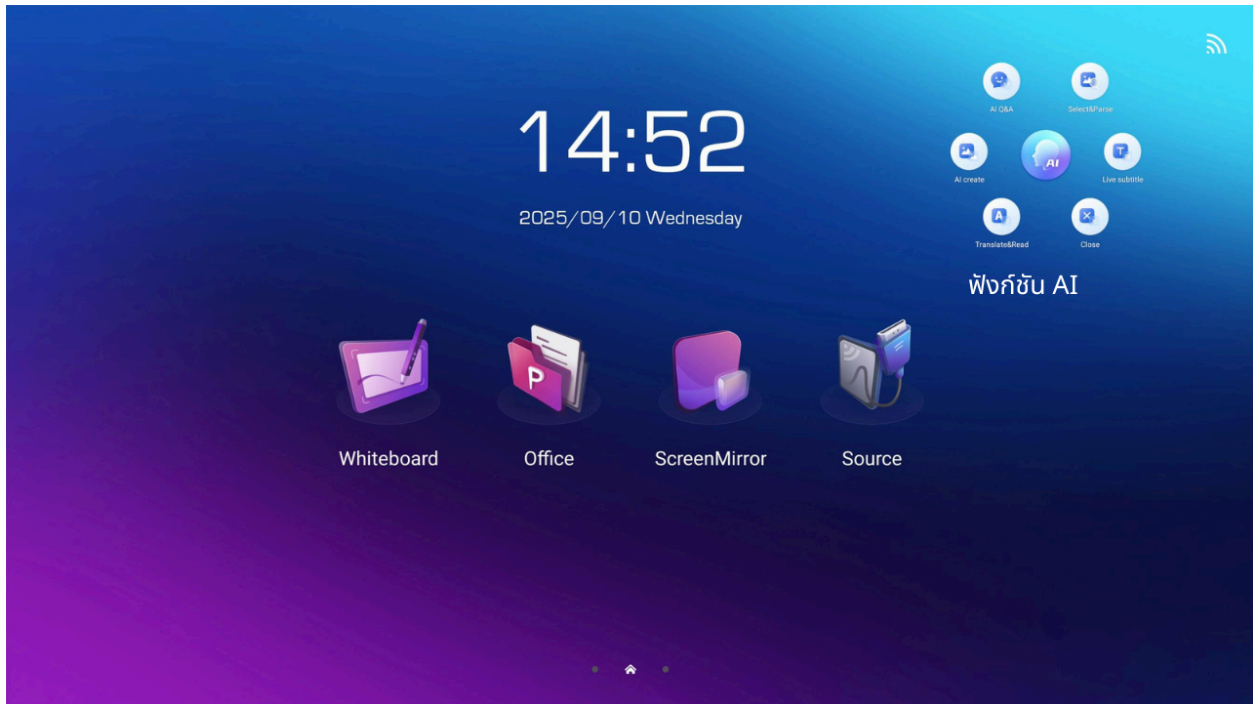 14:52
2025/09/10 Wednesday
AI Q&A
Select&Parse
AI create
AI
Live subtitle
Translate&Read
Close
ฟังก์ชัน AI
P
Whiteboard
Office
ScreenMirror
Source